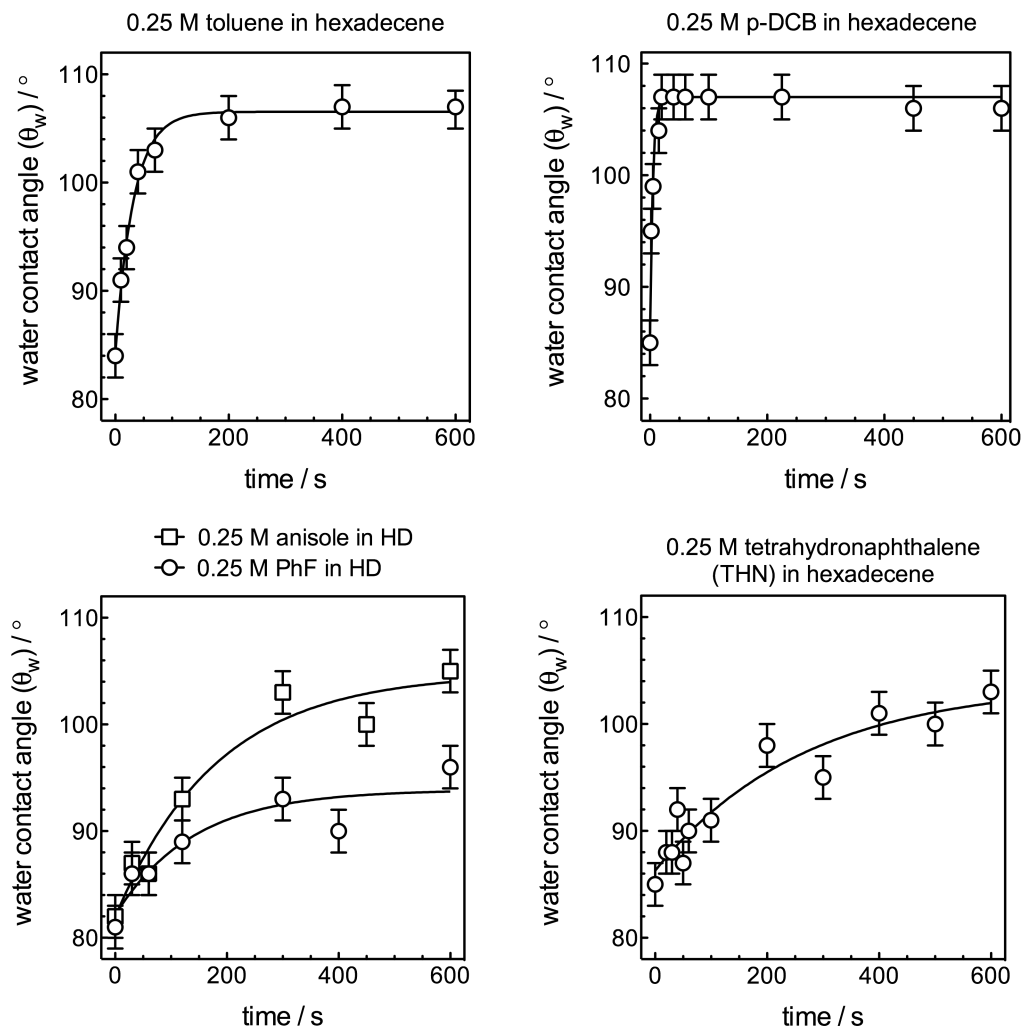 0.25 M toluene in hexadecene
water contact angle (θw) / °
110
100
90
80
0 200 400 600
time / s
0.25 M p-DCB in hexadecene
water contact angle (θw) / °
110
100
90
80
0 200 400 600
time / s
0.25 M anisole in HD
0.25 M PhF in HD
water contact angle (θw) / °
110
100
90
80
0 200 400 600
time / s
0.25 M tetrahydronaphthalene
(THN) in hexadecene
water contact angle (θw) / °
110
100
90
80
0 200 400 600
time / s